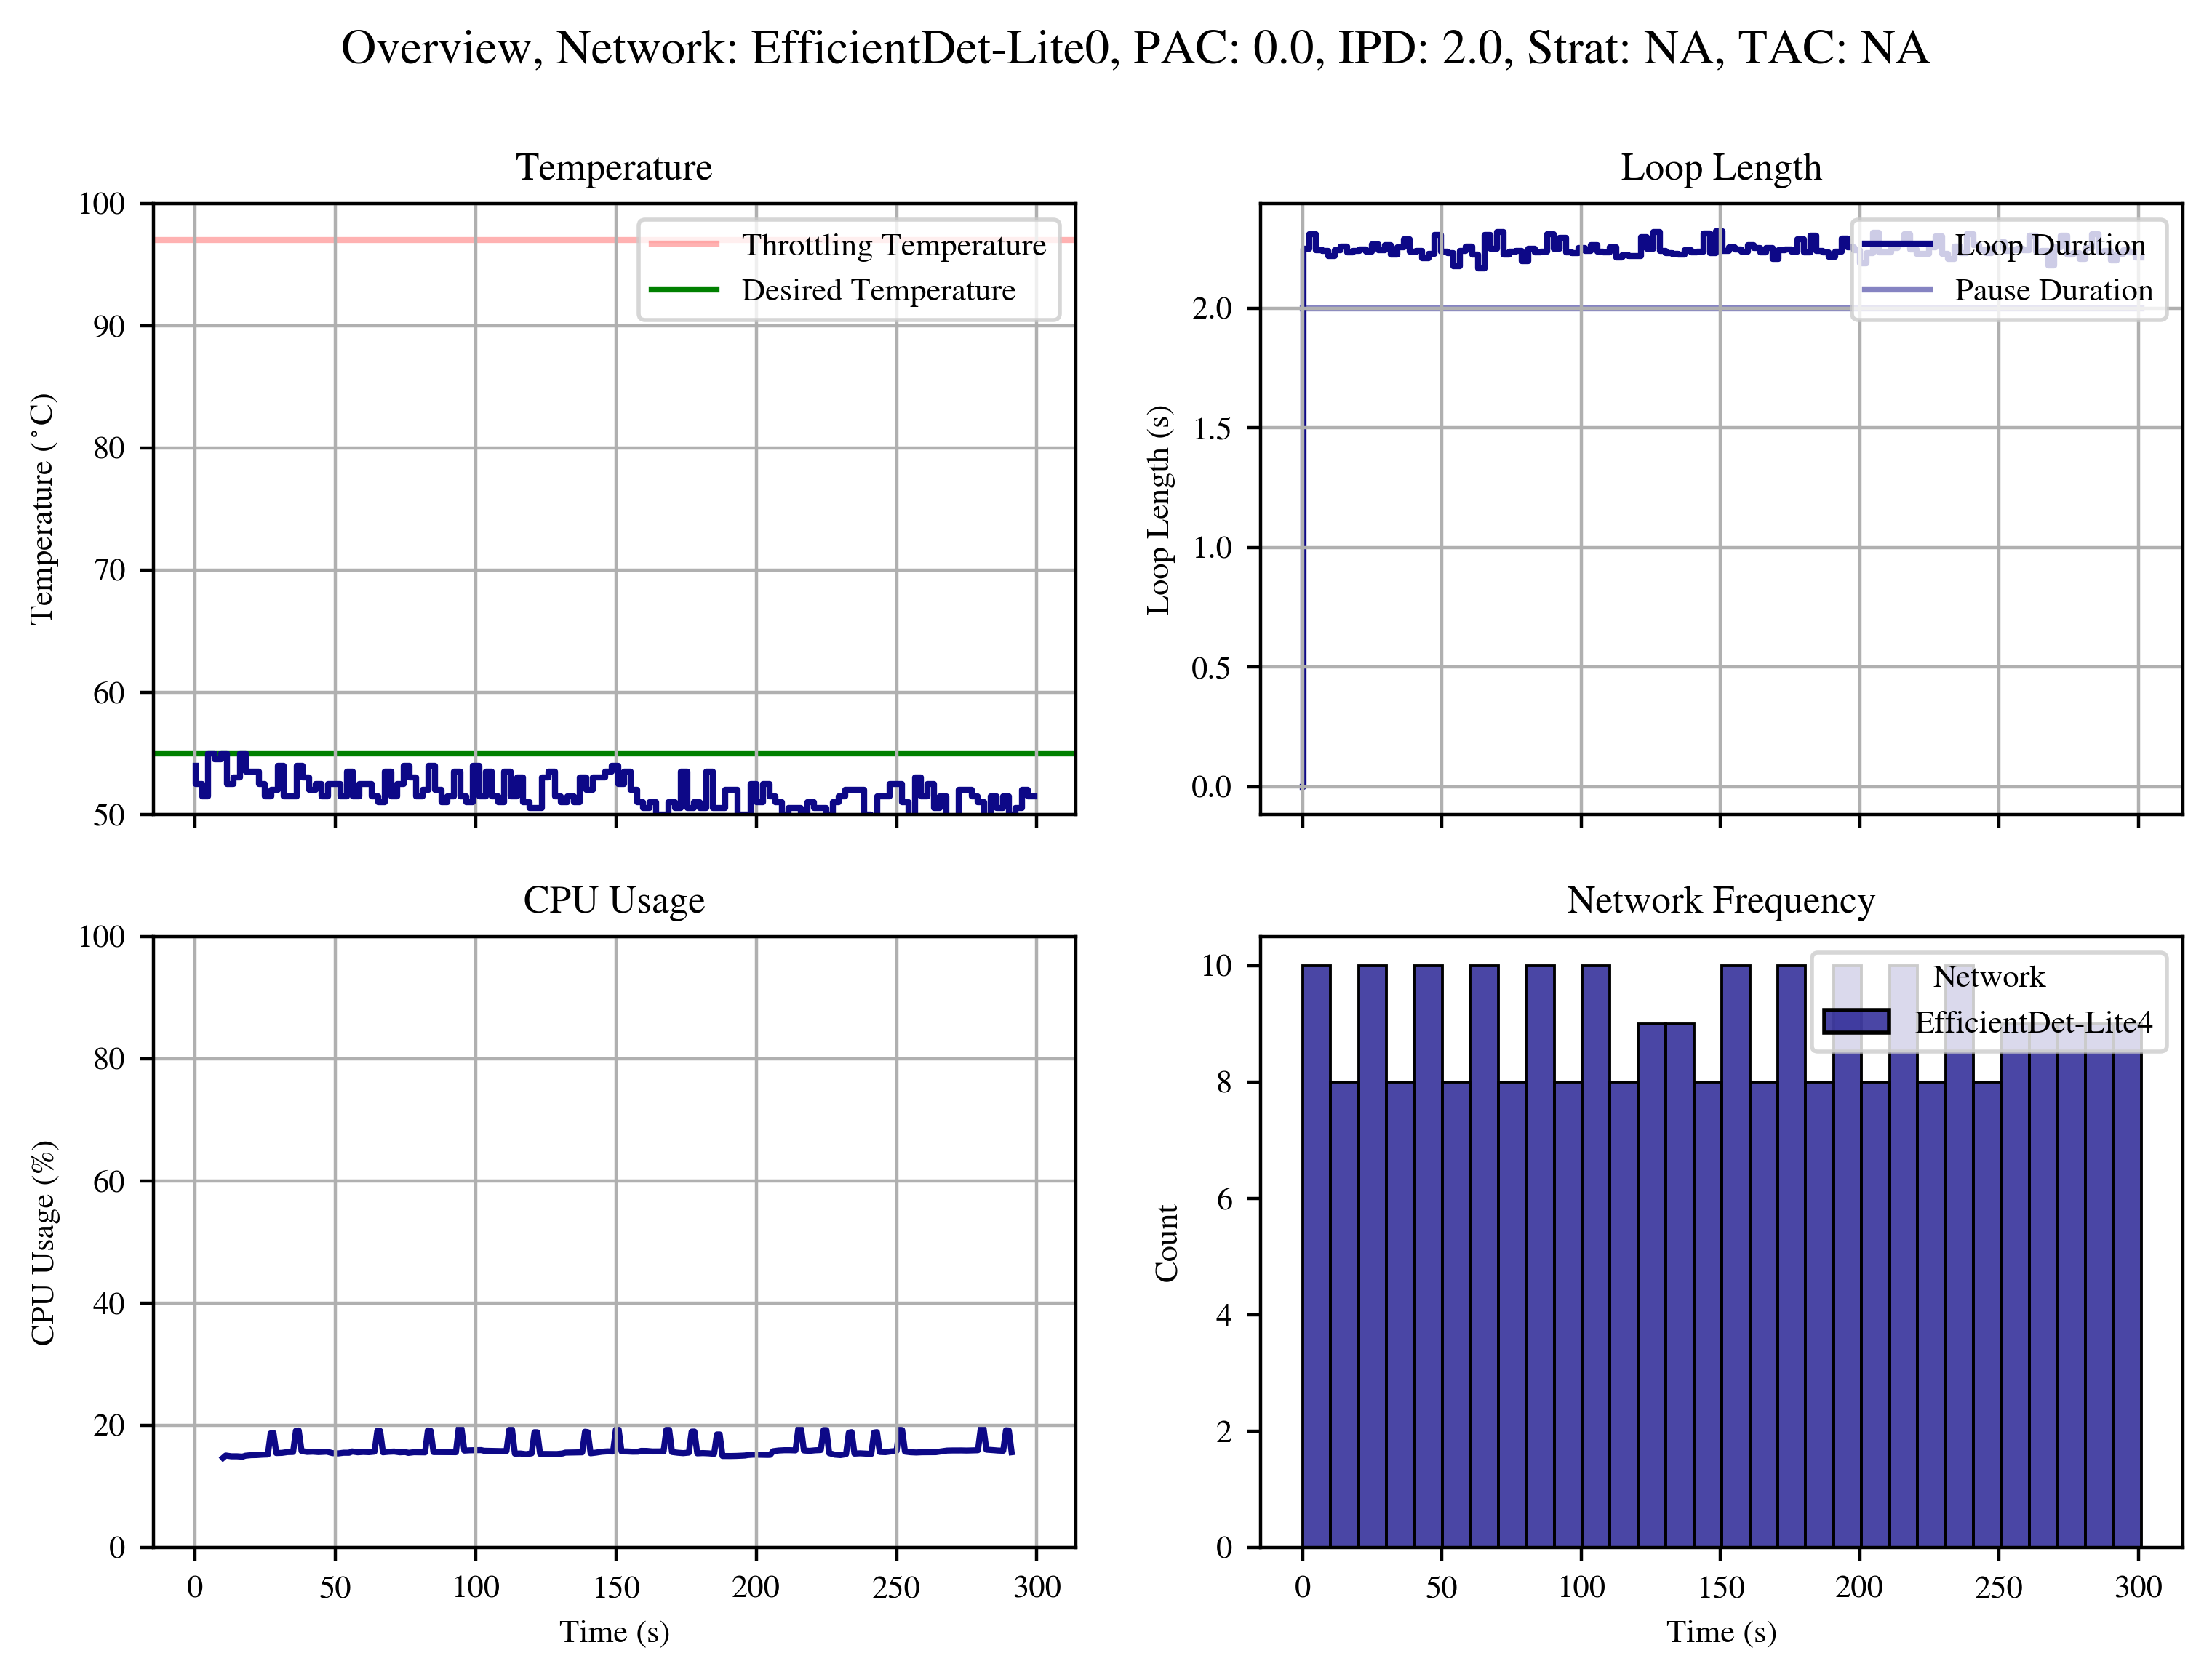 Overview, Network: EfficientDet-Lite0, PAC: 0.0, IPD: 2.0, Strat: NA, TAC: NA
Temperature
100
90
80
70
60
50
Temperature (°C)
Throttling Temperature
Desired Temperature
Loop Length
2.0
1.5
1.0
0.5
0.0
Loop Length (s)
Loop Duration
Pause Duration
CPU Usage
100
80
60
40
20
0
CPU Usage (%)
0 50 100 150 200 250 300
Time (s)
Network Frequency
10
8
6
4
2
0
Count
Network
EfficientDet-Lite4
0 50 100 150 200 250 300
Time (s)